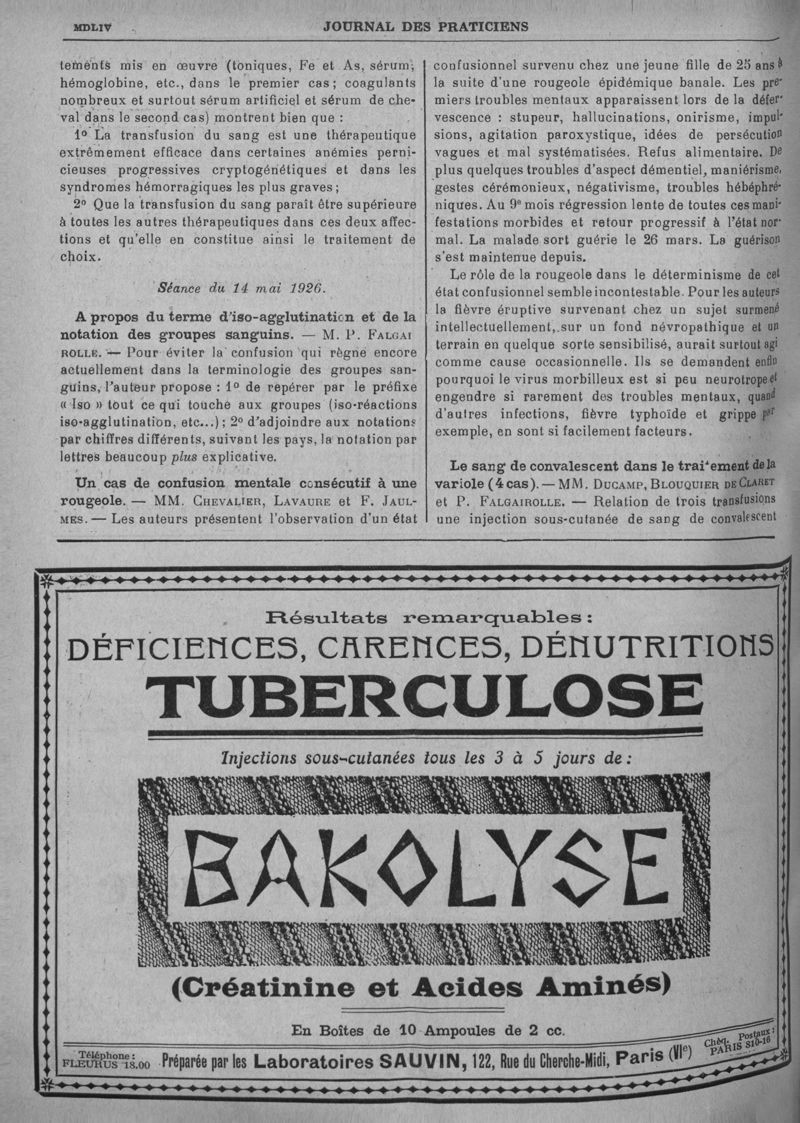 MDLIV
JOURNAL DES PRATICIENS
tements mis en œuvre (toniques, Fe et As, sérum,
hémoglobine, etc., dans le premier cas; coagulants
nombreux et surtout sérum artificiel et sérum de che-
val dans le second cas) montrent bien que :
1º La transfusion du sang est une thérapeutique
extrêmement efficace dans certaines anémies perni-
cieuses progressives cryptogénétiques et dans les
syndromes hémorragiques les plus graves;
2º Que la transfusion du sang paraît être supérieure
à toutes les autres thérapeutiques dans ces deux affec-
tions et qu'elle en constitue ainsi le traitement de
choix.
Séance du 14 mai 1926.
A propos du terme d'iso-agglutination et de la
notation des groupes sanguins. — M. P. FALGAI
ROLLE. — Pour éviter la confusion qui règne encore
actuellement dans la terminologie des groupes san-
guins, l'auteur propose : 1º de repérer par le préfixe
« Iso » tout ce qui touche aux groupes (iso-réactions
iso-agglutination, etc...) ; 2º d'adjoindre aux notations
par chiffres différents, suivant les pays, la notation par
lettres beaucoup plus explicative.
Un cas de confusion mentale consécutif à une
rougeole. — MM. CHEVALIER, LAVAURE et F. JAUL-
MES. — Les auteurs présentent l'observation d'un état
confusionnel survenu chez une jeune fille de 25 ans à
la suite d'une rougeole épidémique banale. Les pre-
miers troubles mentaux apparaissent lors de la défer-
vescence : stupeur, hallucinations, onirisme, impul-
sions, agitation paroxystique, idées de persécution
vagues et mal systématisées. Refus alimentaire. De
plus quelques troubles d'aspect démentiel, maniérisme,
gestes cérémonieux, négativisme, troubles hébéphré-
niques. Au 9e mois régression lente de toutes ces mani-
festations morbides et retour progressif à l'état nor-
mal. La malade sort guérie le 26 mars. La guérison
s'est maintenue depuis.
Le rôle de la rougeole dans le déterminisme de cet
état confusionnel semble incontestable. Pour les auteurs
la fièvre éruptive survenant chez un sujet surmené
intellectuellement, sur un fond névropathique et un
terrain en quelque sorte sensibilisé, aurait surtout agi
comme cause occasionnelle. Ils se demandent enfin
pourquoi le virus morbilleux est si peu neurotrope et
engendre si rarement des troubles mentaux, quand
d'autres infections, fièvre typhoïde et grippe par
exemple, en sont si facilement facteurs.
Le sang de convalescent dans le traitement de la
variole (4 cas). — MM. DUCAMP, BLOUQUIER DE CLARET
et P. FALGAIROLLE. — Relation de trois transfusions
une injection sous-cutanée de sang de convalescent
Résultats remarquables :
DÉFICIENCES, CARENCES, DÉNUTRITIONS
TUBERCULOSE
Injections sous-cutanées tous les 3 à 5 jours de :
BAKOLYSE
(Créatinine et Acides Aminés)
En Boîtes de 10 Ampoules de 2 cc.
Téléphone :
FLEURUS 18.00
Préparée par les Laboratoires SAUVIN, 122, Rue du Cherche-Midi, Paris (VIe)
Chèq. Postaux :
PARIS 810-16